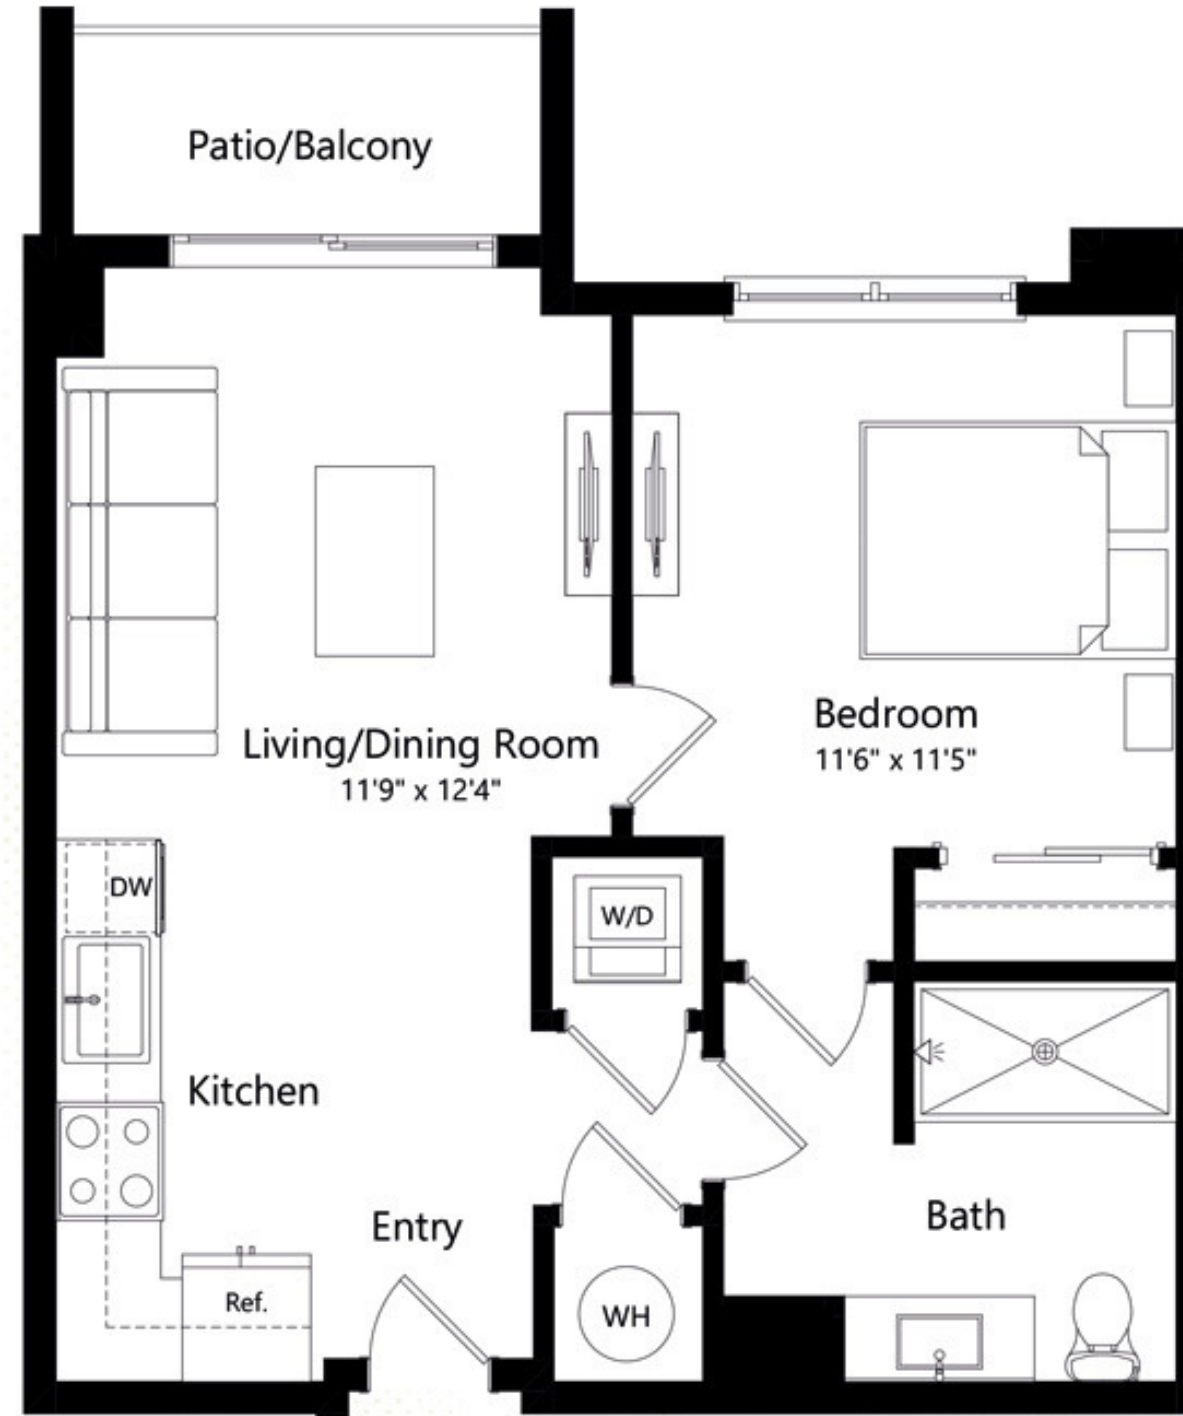 Patio/Balcony
Bedroom
11'6" x 11'5"
Living/Dining Room
11'9" x 12'4"
DW
W/D
Kitchen
Entry
Bath
Ref.
WH